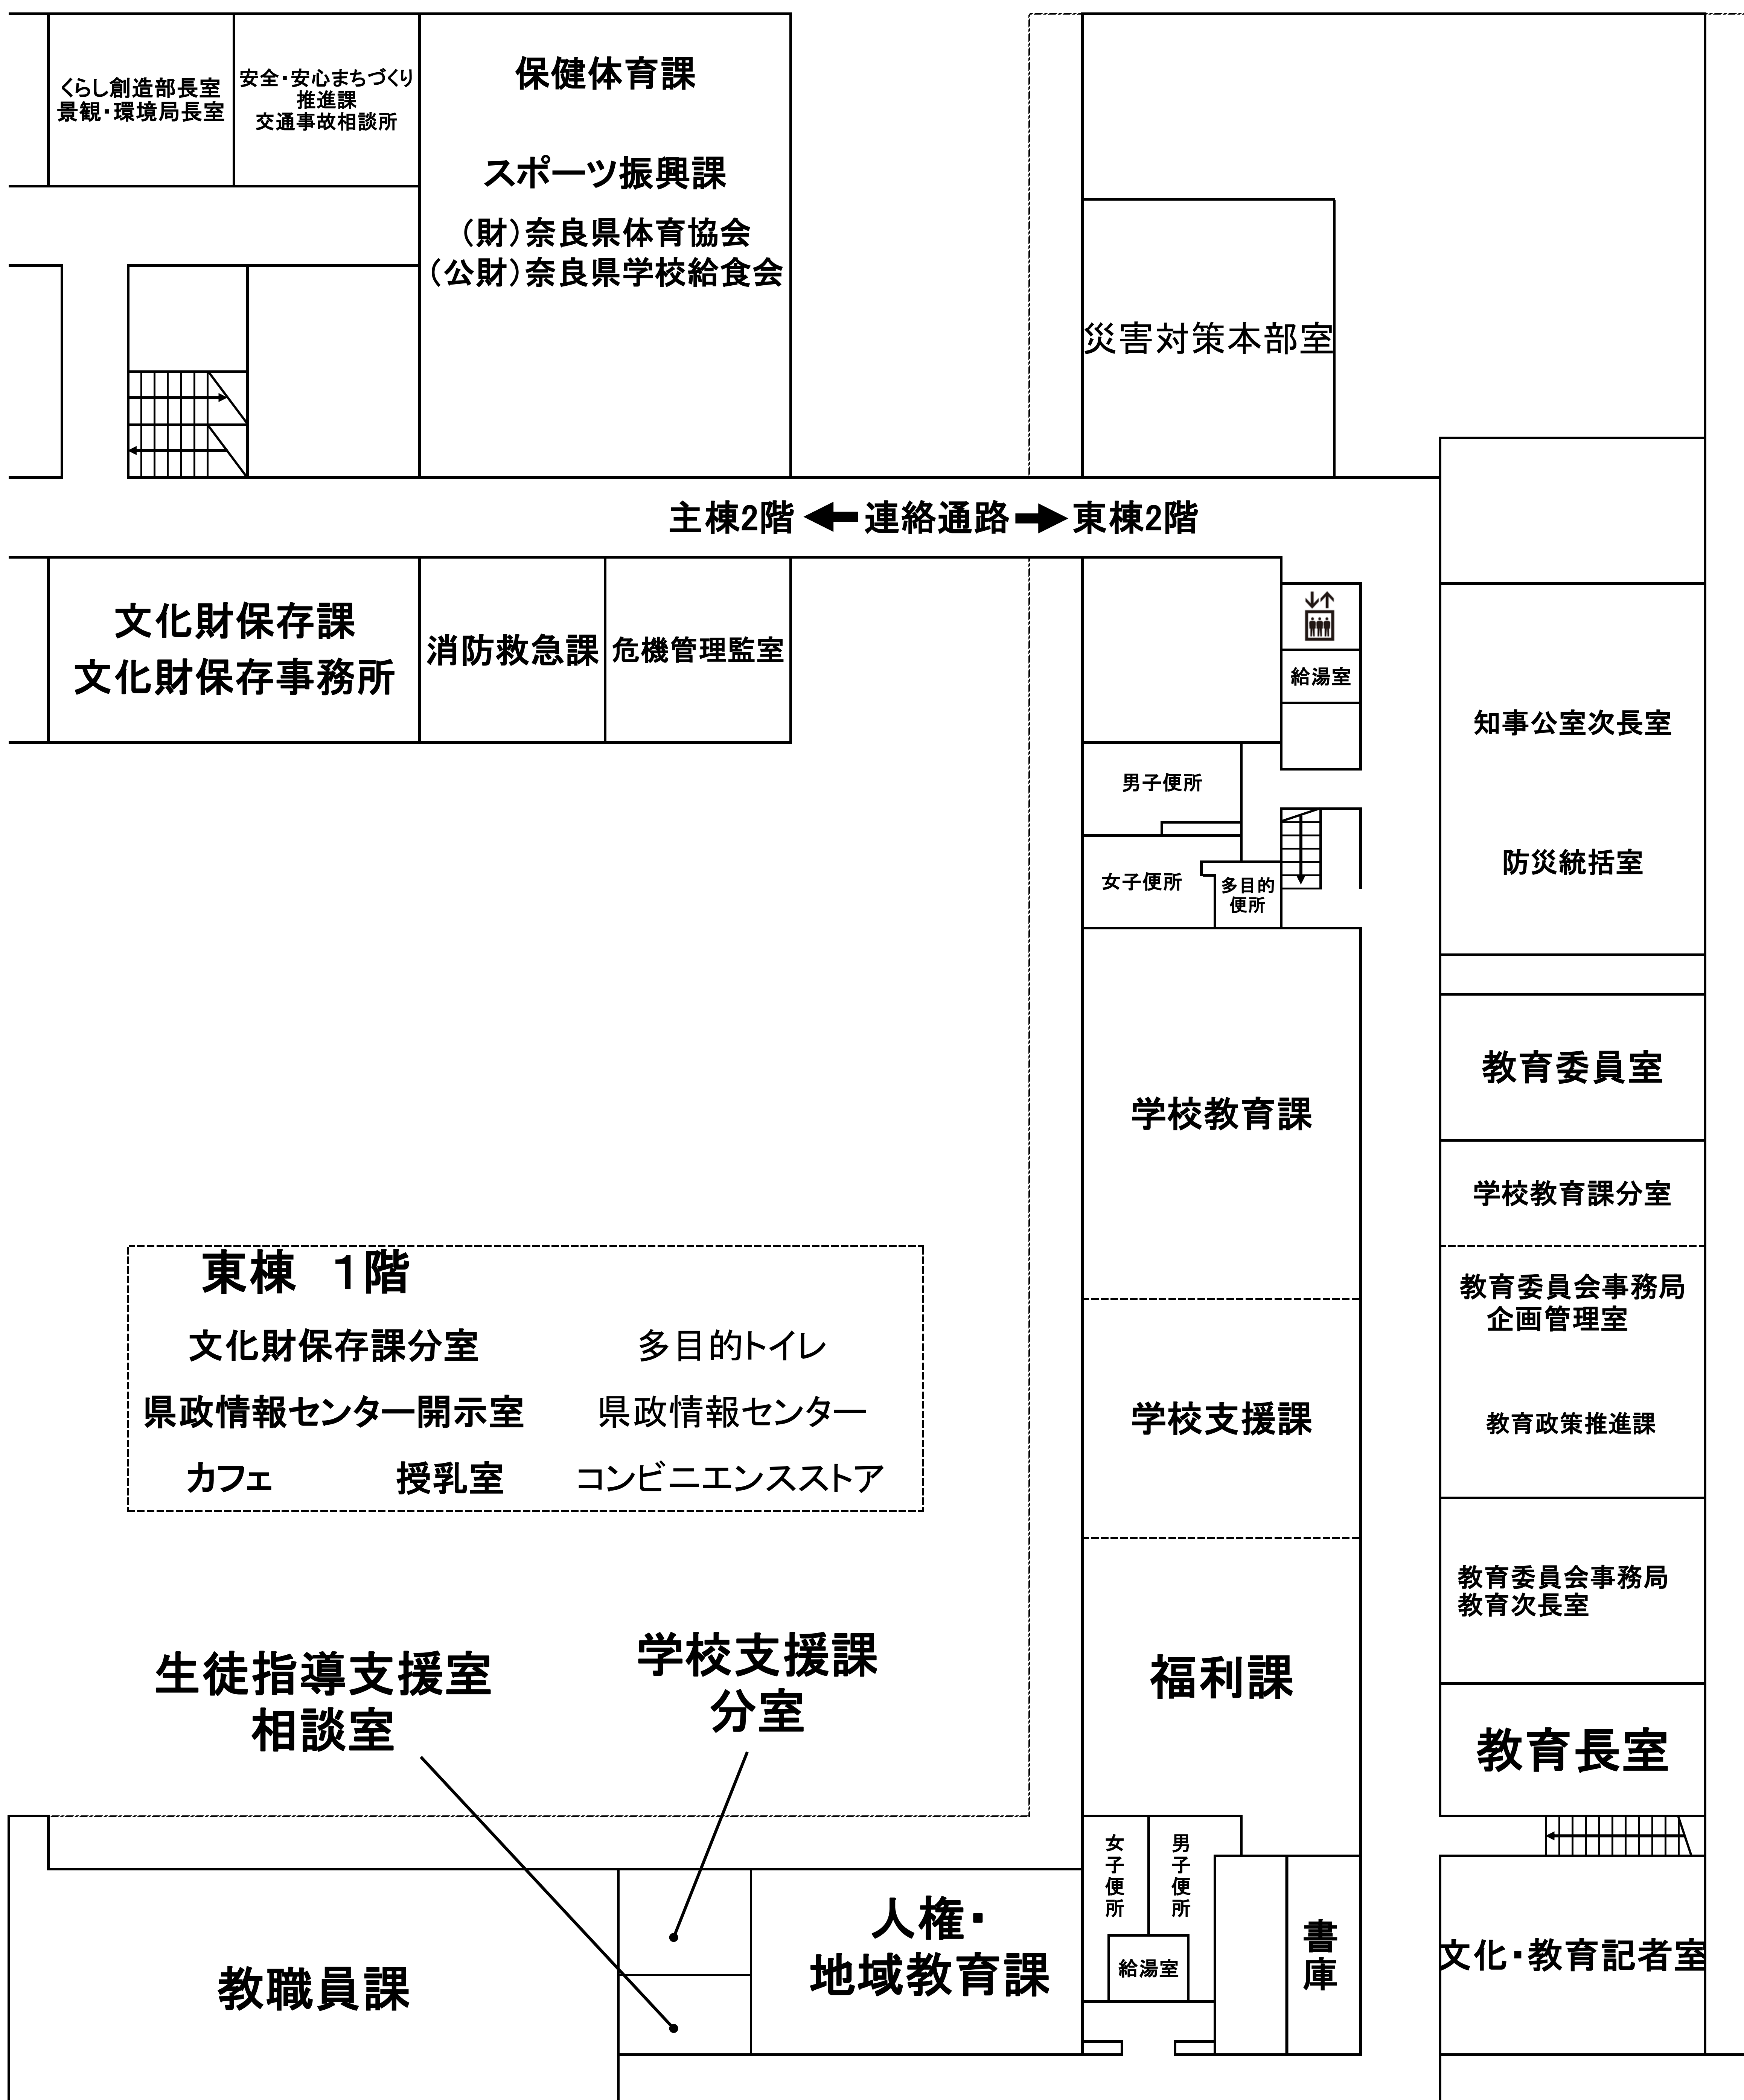 くらし創造部長室
景観・環境局長室
安全・安心まちづくり
推進課
交通事故相談所
保健体育課
スポーツ振興課
（財）奈良県体育協会
（公財）奈良県学校給食会
災害対策本部室
主棟2階
連絡通路
東棟2階
文化財保存課
文化財保存事務所
消防救急課
危機管理監室
給湯室
知事公室次長室
防災統括室
男子便所
女子便所
多目的
便所
教育委員室
学校教育課
学校教育課分室
教育委員会事務局
企画管理室
教育政策推進課
東棟　1階
文化財保存課分室
多目的トイレ
県政情報センター開示室
県政情報センター
カフェ
授乳室
コンビニエンスストア
学校支援課
教育委員会事務局
教育次長室
福利課
教育長室
生徒指導支援室
相談室
学校支援課
分室
女子便所
男子便所
給湯室
書庫
文化・教育記者室
人権・
地域教育課
教職員課